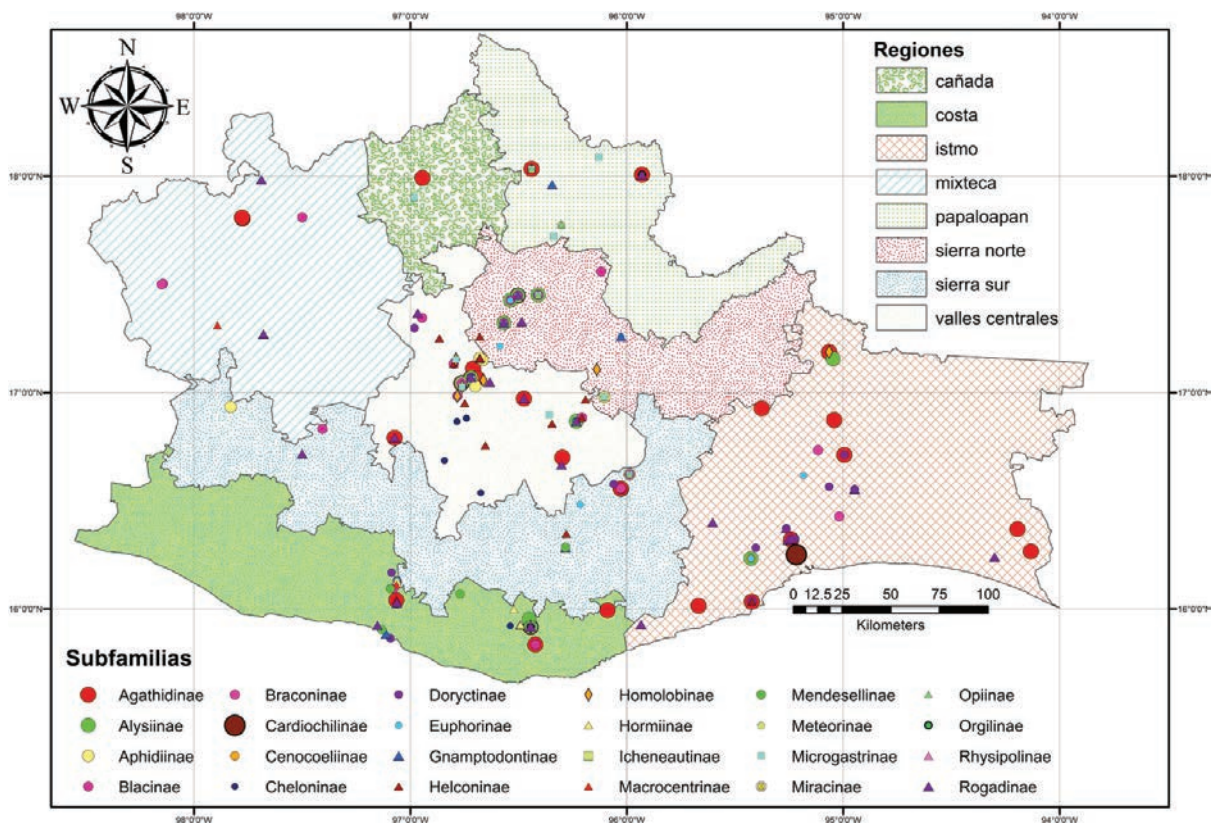 98°0'0"W 97°0'0"W 96°0'0"W 95°0'0"W 94°0'0"W
N
W E
S
Regiones
cañada
costa
istmo
mixteca
papaloapan
sierra norte
sierra sur
valles centrales
18°0'0"N 18°0'0"N
17°0'0"N 17°0'0"N
16°0'0"N 16°0'0"N
0 12.5 25 50 75 100
Kilometers
Subfamilias
Agathidinae Braconinae Doryctinae Homolobinae Mendesellinae Opiinae
Alysiinae Cardiochilinae Euphorinae Hormiinae Meteorinae Orgilinae
Aphidiinae Cenocoeliinae Gnamptodontinae Icheneautinae Microgastrinae Rhysipolinae
Blacinae Cheloninae Helconinae Macrocentrinae Miracinae Rogadinae
98°0'0"W 97°0'0"W 96°0'0"W 95°0'0"W 94°0'0"W